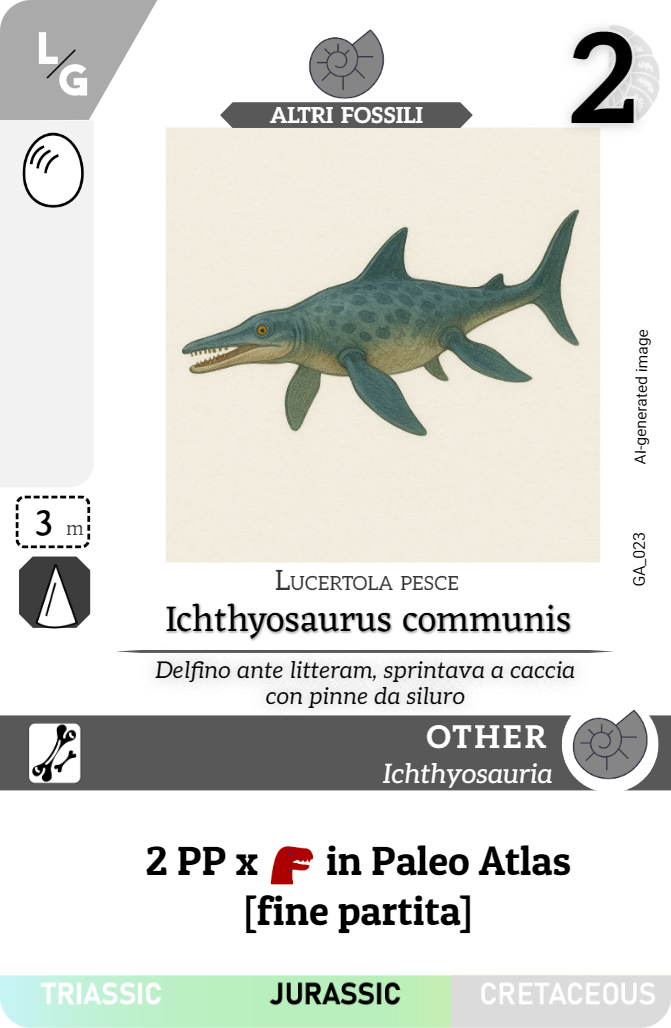 L/G
2
ALTRI FOSSILI
AI-generated image
GA_023
3 m
Lucertola pesce
Ichthyosaurus communis
Delfino ante litteram, sprintava a caccia
con pinne da siluro
OTHER
Ichthyosauria
2 PP x in Paleo Atlas
[fine partita]
TRIASSIC JURASSIC CRETACEOUS